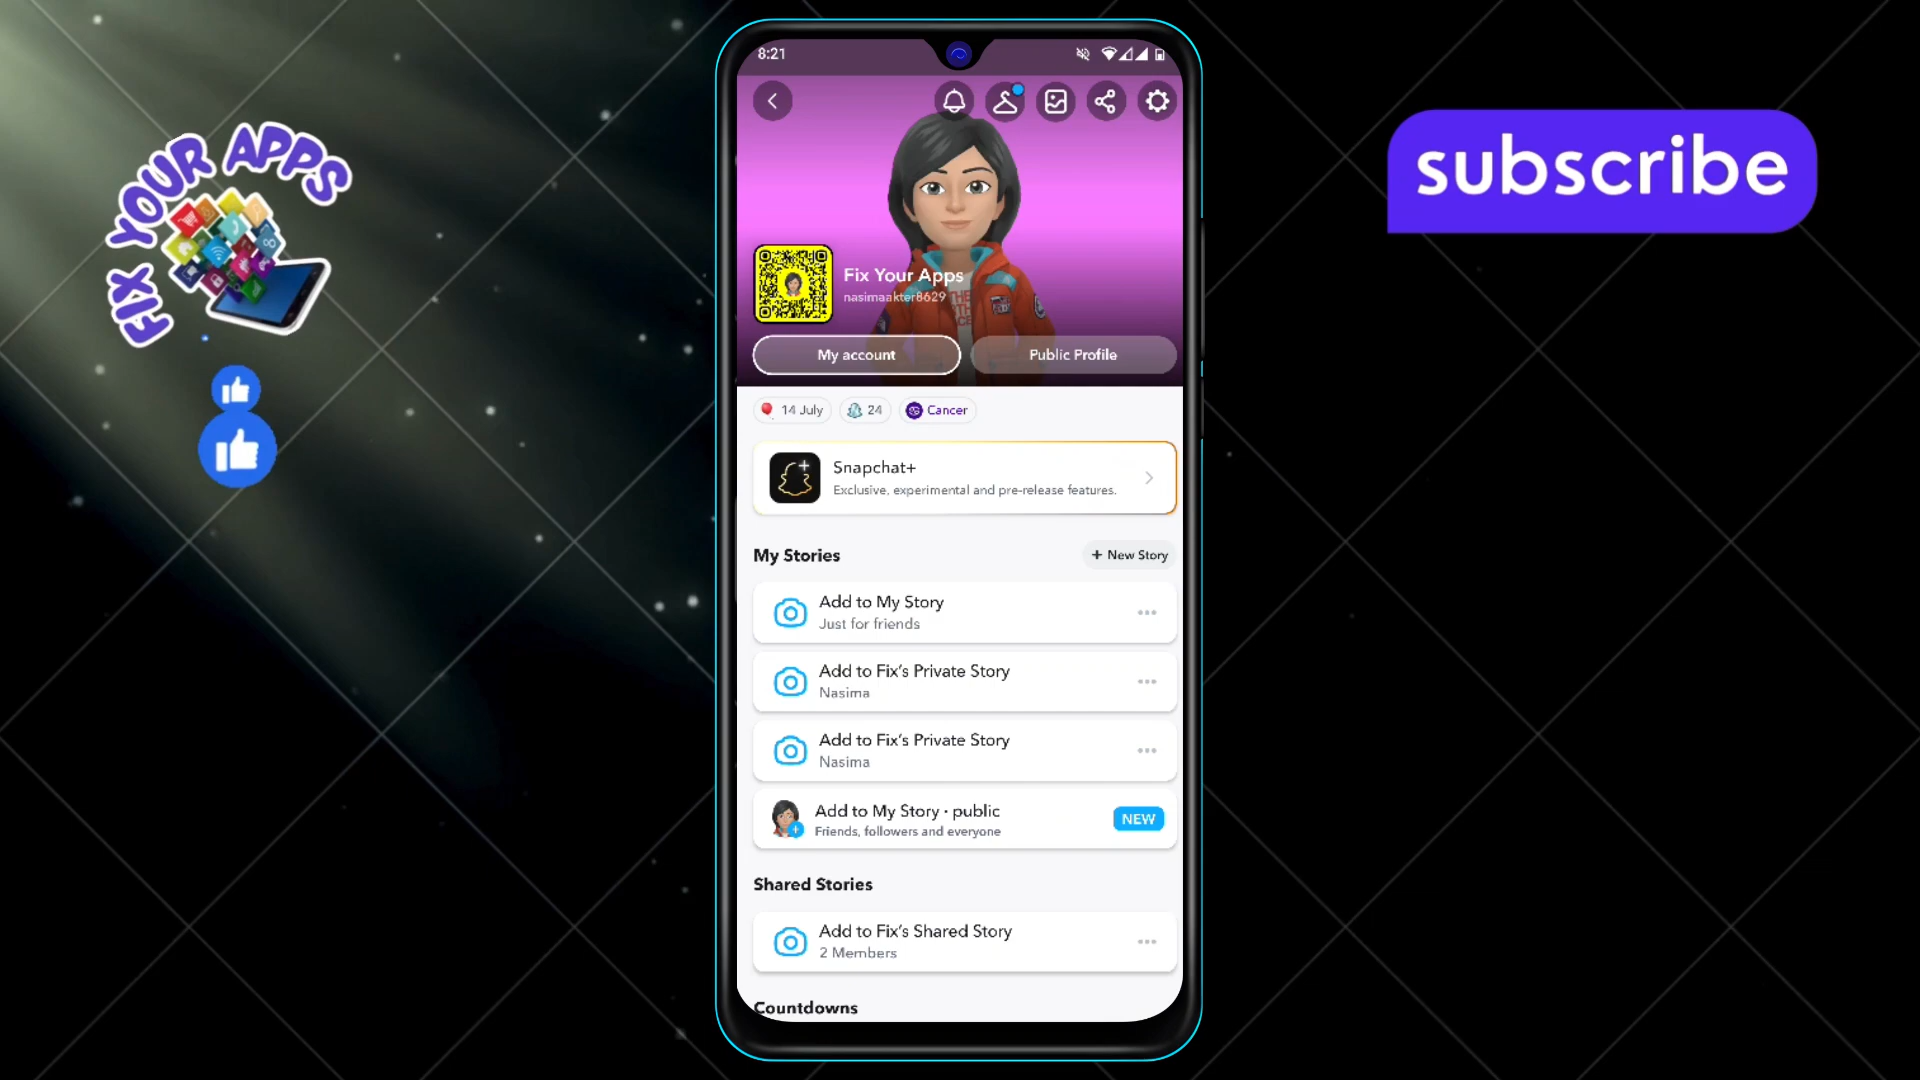 FIX YOUR APPS
subscribe
8:21
Fix Your Apps
nasimaakter8629
My account
Public Profile
14 July
24
Cancer
Snapchat+
Exclusive, experimental and pre-release features.
My Stories
+ New Story
Add to My Story
Just for friends
Add to Fix's Private Story
Nasima
Add to Fix's Private Story
Nasima
Add to My Story · public
Friends, followers and everyone
NEW
Shared Stories
Add to Fix's Shared Story
2 Members
Countdowns